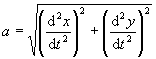 a = √((d²x/dt²)² + (d²y/dt²)²)